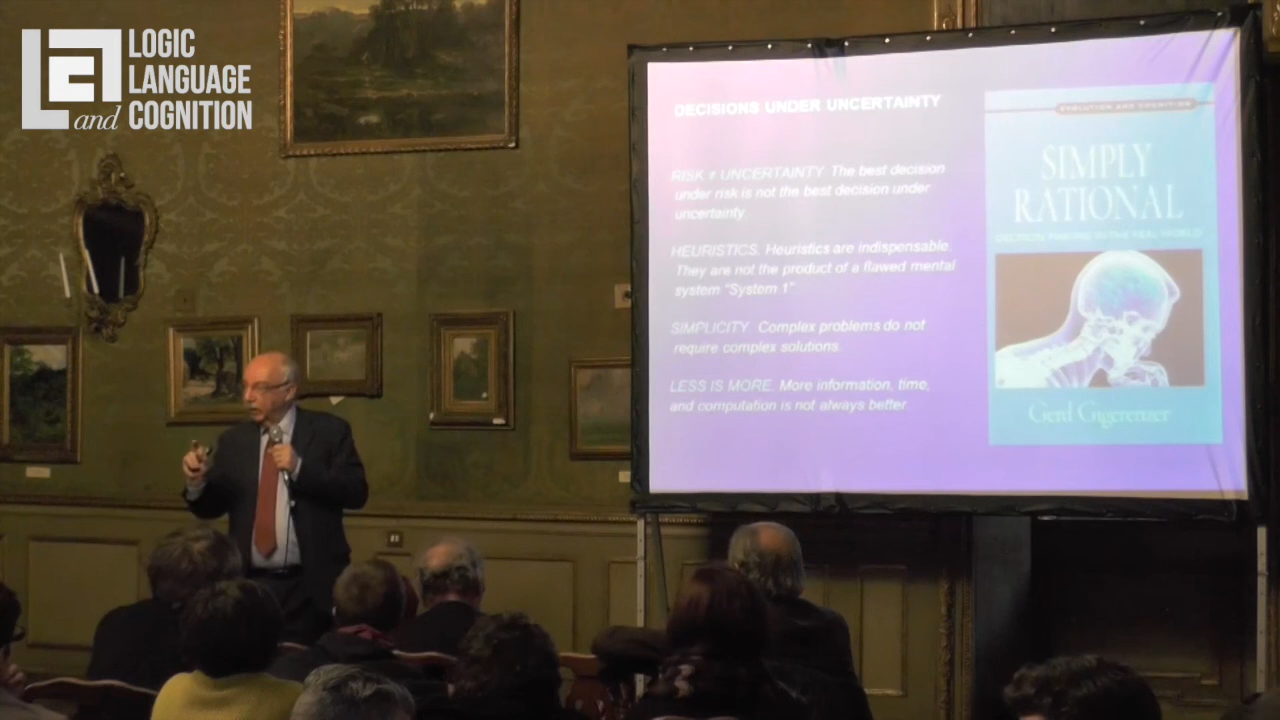 LOGIC
LANGUAGE
and COGNITION
DECISIONS UNDER UNCERTAINTY
RISK ≠ UNCERTAINTY. The best decision
under risk is not the best decision under
uncertainty.
HEURISTICS. Heuristics are indispensable.
They are not the product of a flawed mental
system "System 1"
SIMPLICITY. Complex problems do not
require complex solutions.
LESS IS MORE. More information, time,
and computation is not always better.
EVOLUTION AND COGNITION
SIMPLY
RATIONAL
DECISION MAKING IN THE REAL WORLD
Gerd Gigerenzer